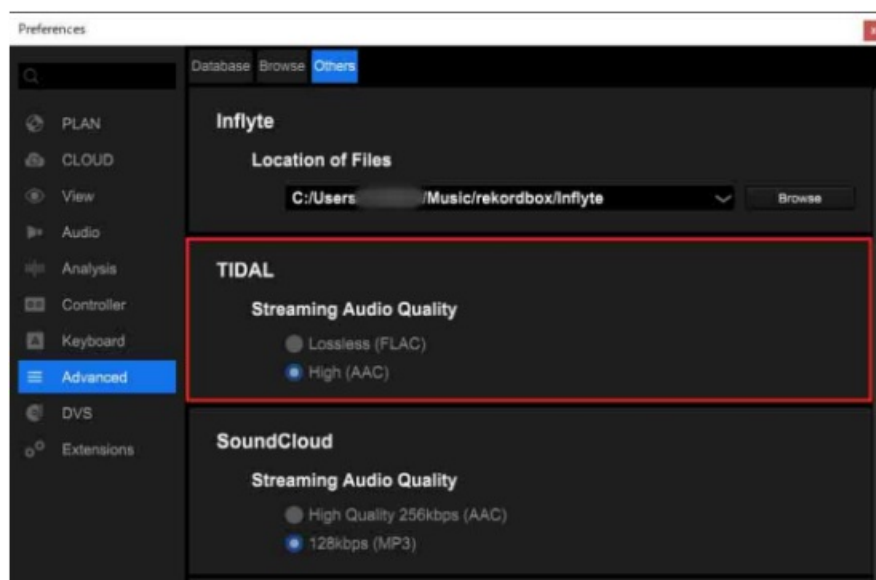 Preferences
Database Browse Others
PLAN
CLOUD
View
Audio
Analysis
Controller
Keyboard
Advanced
DVS
Extensions
Inflyte
Location of Files
C:/Users /Music/rekordbox/Inflyte Browse
TIDAL
Streaming Audio Quality
Lossless (FLAC)
High (AAC)
SoundCloud
Streaming Audio Quality
High Quality 256kbps (AAC)
128kbps (MP3)